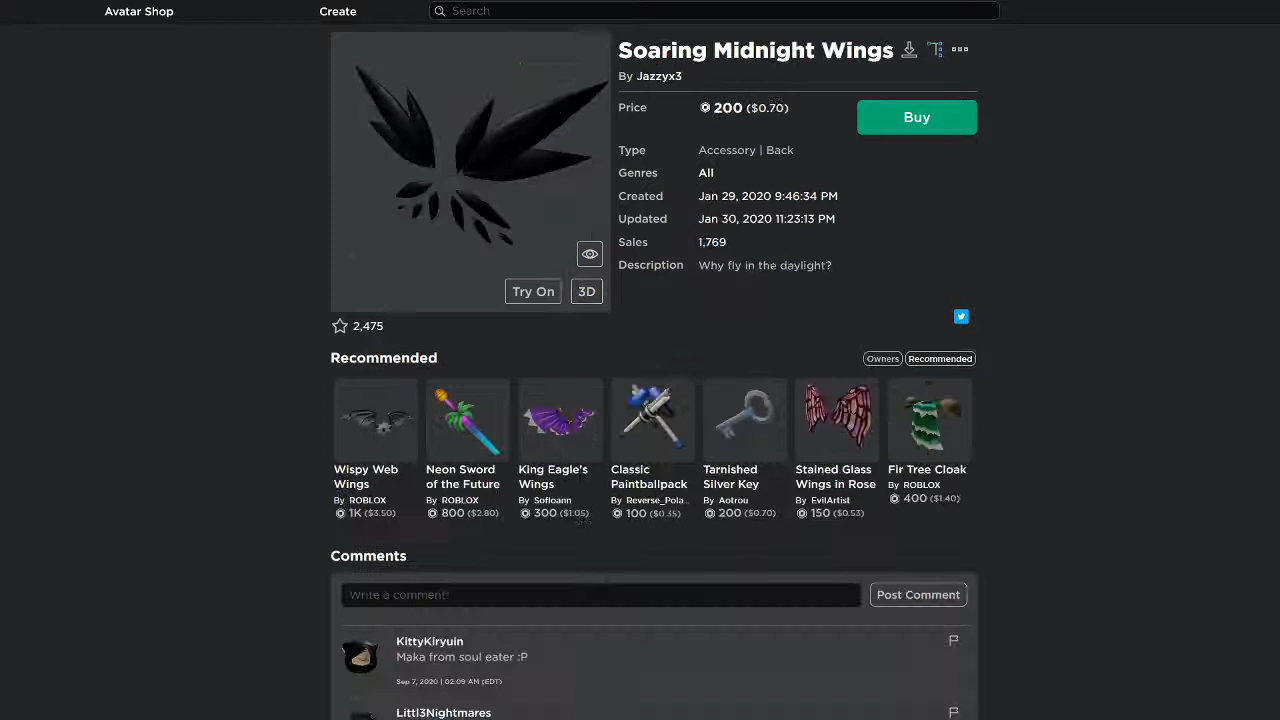 Avatar Shop
Create
Search
Soaring Midnight Wings
By Jazzyx3
Price 200 ($0.70)
Buy
Type Accessory | Back
Genres All
Created Jan 29, 2020 9:46:34 PM
Updated Jan 30, 2020 11:23:13 PM
Sales 1,769
Description Why fly in the daylight?
Try On
3D
2,475
Recommended
Owners
Recommended
Wispy Web
Wings
By ROBLOX
1K ($3.50)
Neon Sword
of the Future
By ROBLOX
800 ($2.80)
King Eagle's
Wings
By Sofloann
300 ($1.05)
Classic
Paintballpack
By Reverse_Pola...
100 ($0.35)
Tarnished
Silver Key
By Aotrou
200 ($0.70)
Stained Glass
Wings in Rose
By EvilArtist
150 ($0.53)
Fir Tree Cloak
By ROBLOX
400 ($1.40)
Comments
Write a comment!
Post Comment
KittyKiryuin
Maka from soul eater :P
Sep 7, 2020 | 02:09 AM (EDT)
Littl3Nightmares